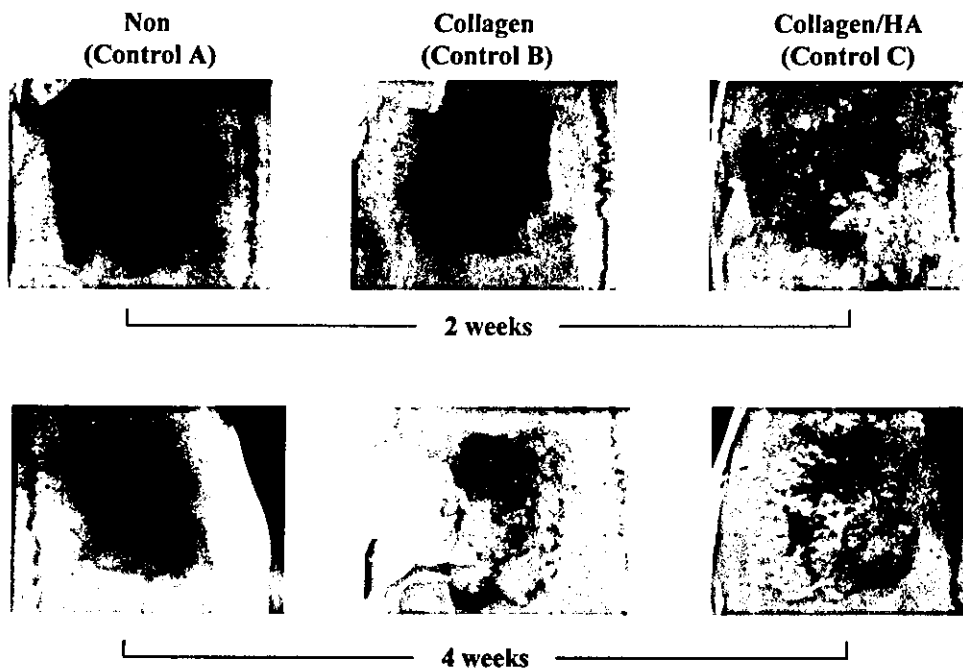 Non
(Control A)
Collagen
(Control B)
Collagen/HA
(Control C)
2 weeks
4 weeks